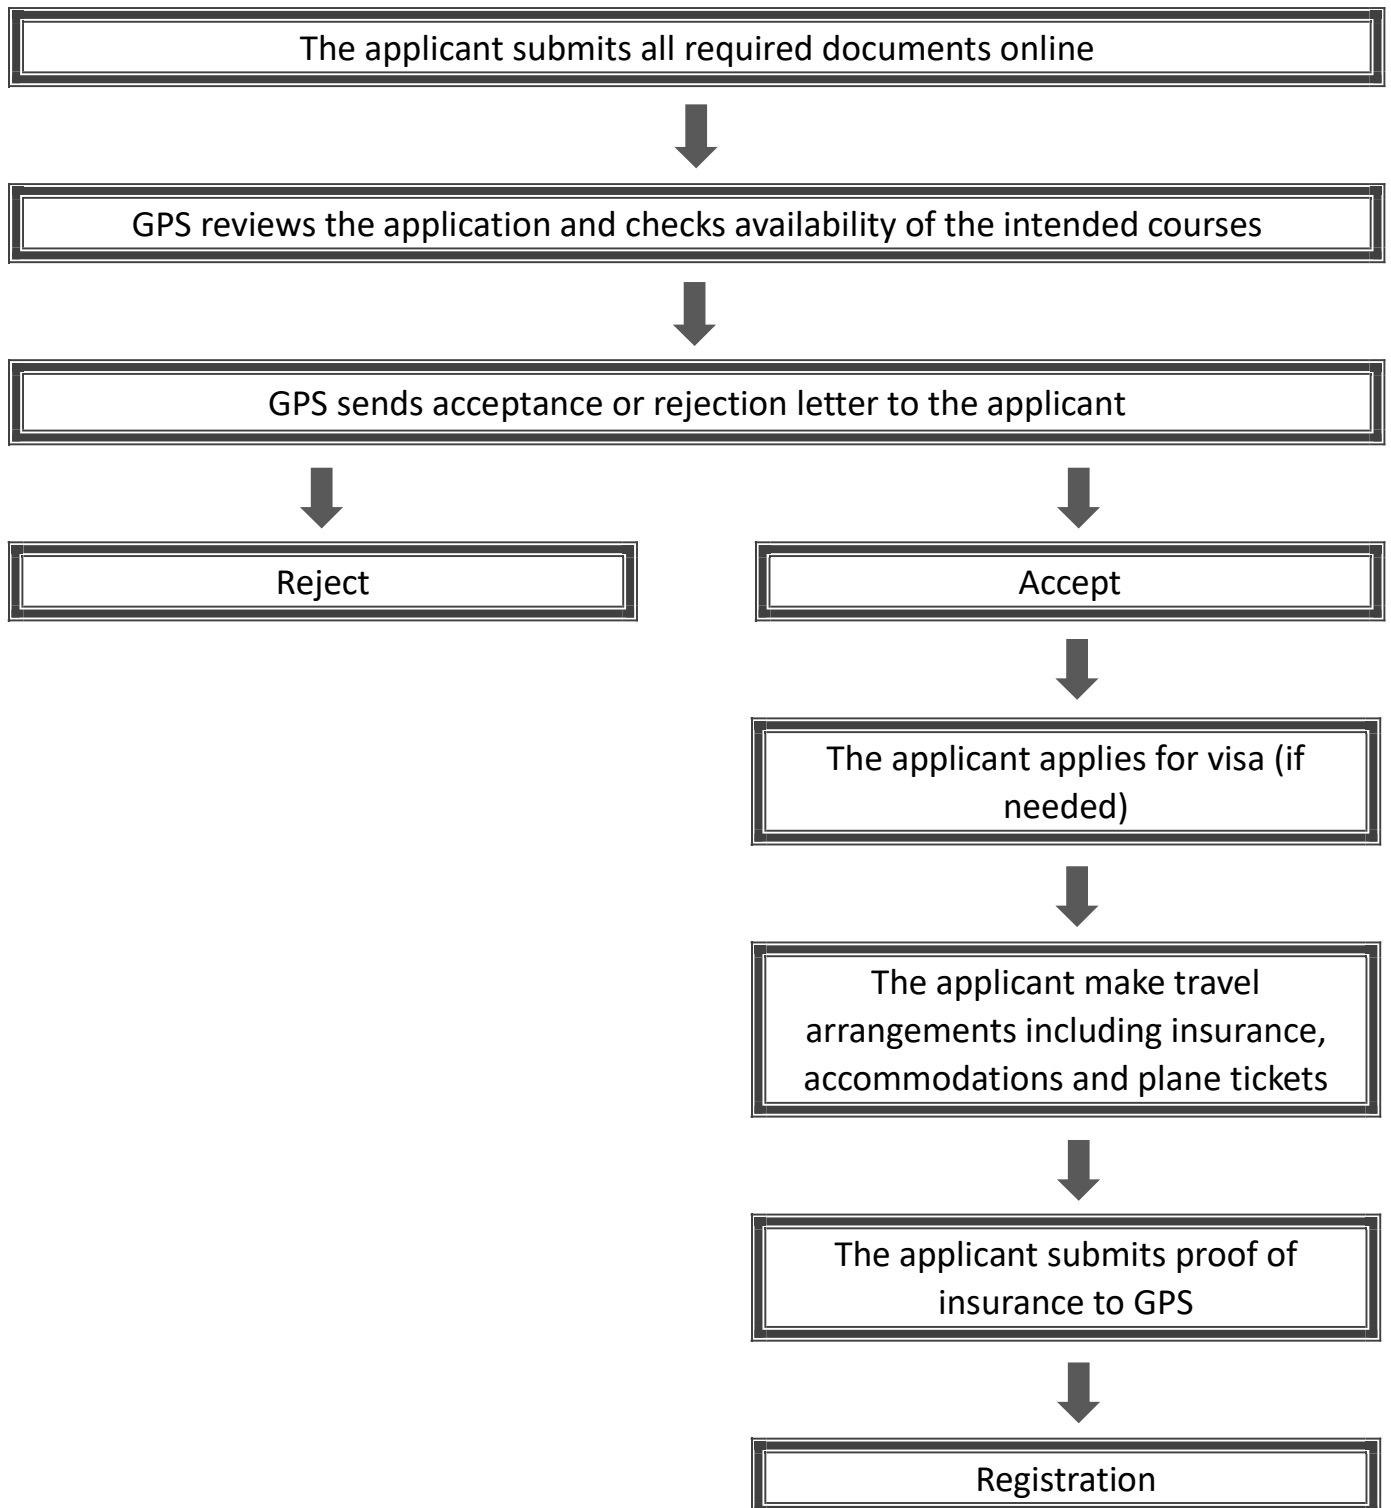 The applicant submits all required documents online
GPS reviews the application and checks availability of the intended courses
GPS sends acceptance or rejection letter to the applicant
Reject
Accept
The applicant applies for visa (if
needed)
The applicant make travel
arrangements including insurance,
accommodations and plane tickets
The applicant submits proof of
insurance to GPS
Registration